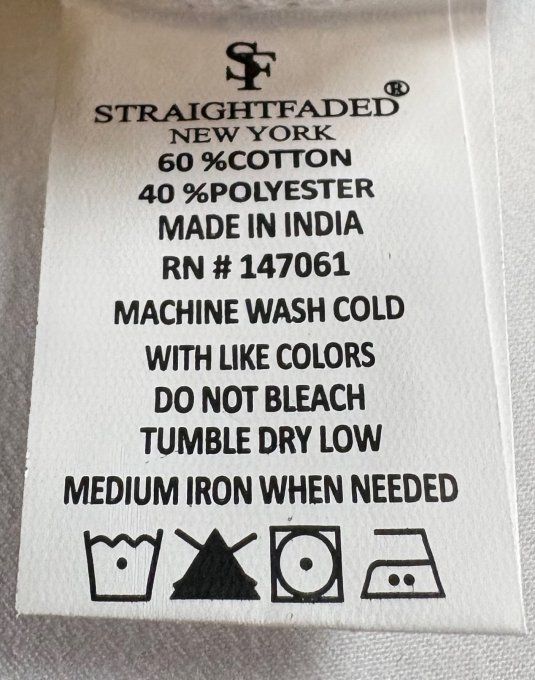 SF
STRAIGHTFADED®
NEW YORK
60 %COTTON
40 %POLYESTER
MADE IN INDIA
RN # 147061
MACHINE WASH COLD
WITH LIKE COLORS
DO NOT BLEACH
TUMBLE DRY LOW
MEDIUM IRON WHEN NEEDED